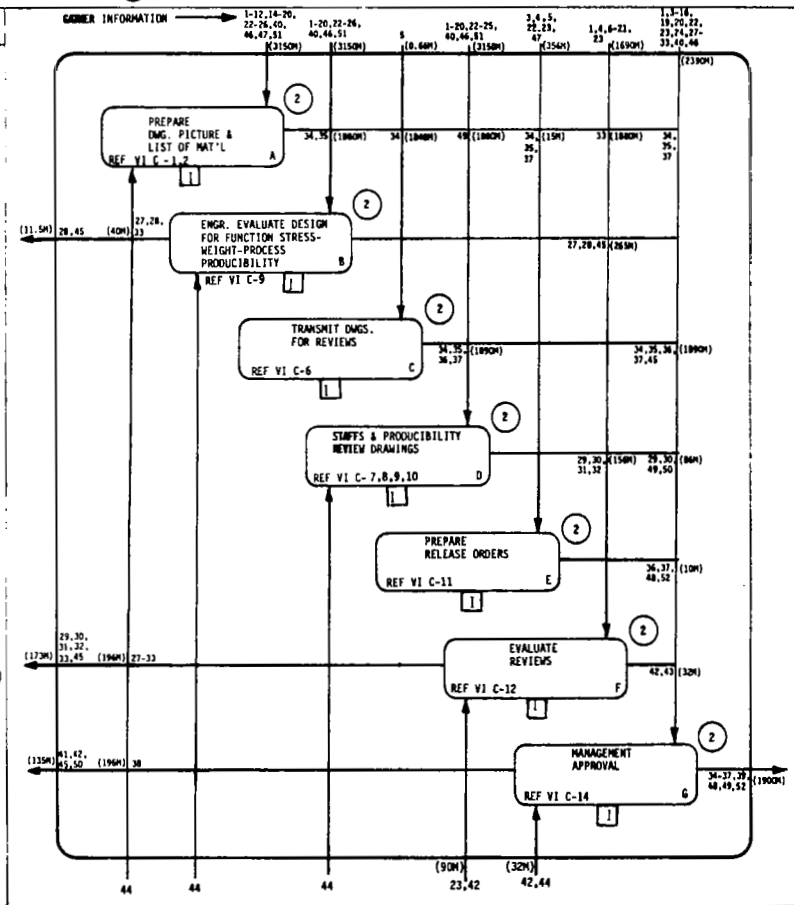 GARNER INFORMATION
1-12,14-20,
22-26,40,
46,47,51
(3150M)
1-20,22-26,
40,46,51
(3150M)
5
(0.66M)
1-20,22-25,
40,46,51
(3150M)
3,4,5,
22,23,
47
(356M)
1,4,6-21,
23
(1690M)
1,3-16,
19,20,22,
23,24,27-
33,40,46
(2390M)
2
PREPARE
DWG. PICTURE &
LIST OF MAT'L
REF VI C-1,2
A
1
34,35
(1880M)
34
(1840M)
49
(1880M)
34,
35,
37
(15M)
33
(1880M)
34,
35,
37
2
ENGR. EVALUATE DESIGN
FOR FUNCTION STRESS-
WEIGHT-PROCESS
PRODUCIBILITY
REF VI C-9
B
1
(11.5M)
28,45
(40M)
27,28,
33
27,28,45
(265M)
2
TRANSMIT DWGS.
FOR REVIEWS
REF VI C-6
C
1
34,35,
36,37
(1890M)
34,35,36,
37,45
(1890M)
2
STAFFS & PRODUCIBILITY
REVIEW DRAWINGS
REF VI C-7,8,9,10
D
1
29,30,
31,32
29,30,
49,50
(86M)
2
PREPARE
RELEASE ORDERS
REF VI C-11
E
1
36,37,
48,52
(10M)
2
EVALUATE
REVIEWS
REF VI C-12
F
1
(173M)
29,30,
31,32,
33,45
(196M)
27-33
42,43
(32M)
2
MANAGEMENT
APPROVAL
REF VI C-14
G
1
(135M)
41,42,
45,50
(196M)
38
34-37,39,
48,49,52
(1900M)
44
44
44
(90M)
23,42
(32M)
42,44